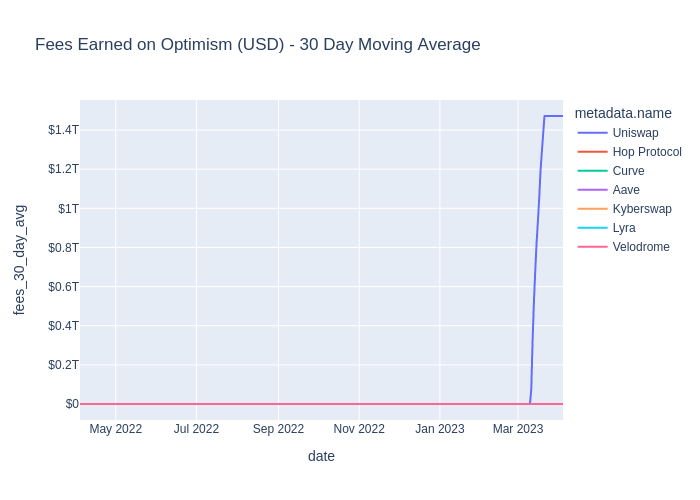 Fees Earned on Optimism (USD) - 30 Day Moving Average
metadata.name
Uniswap
Hop Protocol
Curve
Aave
Kyberswap
Lyra
Velodrome
fees_30_day_avg
$1.4T
$1.2T
$1T
$0.8T
$0.6T
$0.4T
$0.2T
$0
May 2022 Jul 2022 Sep 2022 Nov 2022 Jan 2023 Mar 2023
date